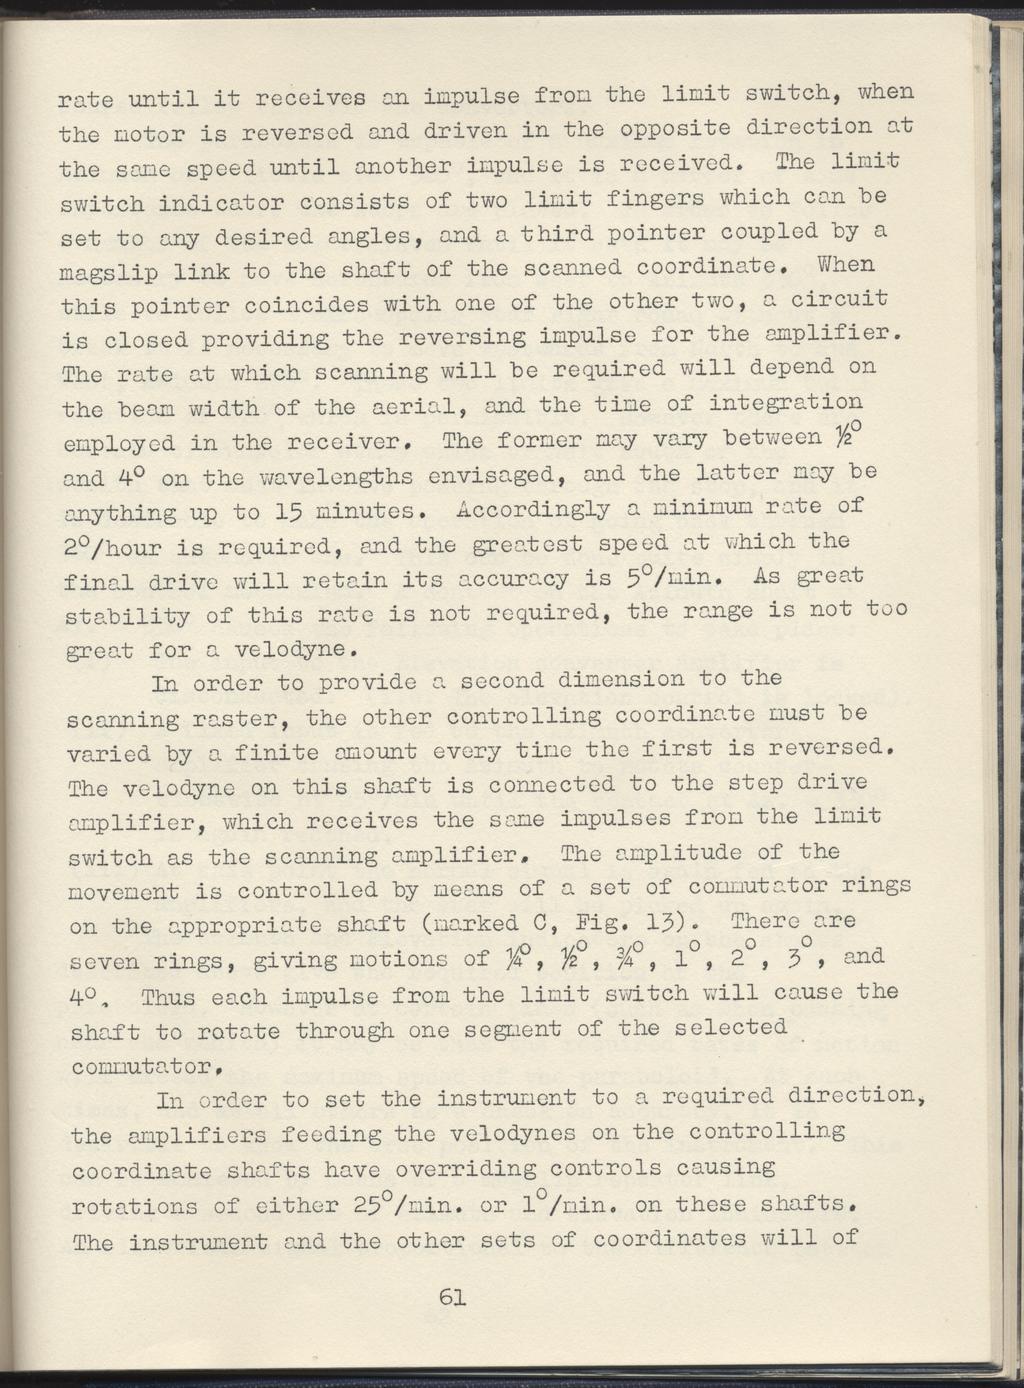 rate until it receives an impulse from the limit switch, when
the motor is reversed and driven in the opposite direction at
the same speed until another impulse is received.   The limit
switch indicator consists of two limit fingers which can be
set to any desired angles, and a third pointer coupled by a
magslip link to the shaft of the scanned coordinate.   When
this pointer coincides with one of the other two, a circuit
is closed providing the reversing impulse for the amplifier.
The rate at which scanning will be required will depend on
the beam width of the aerial, and the time of integration
employed in the receiver.   The former may vary between ½°
and 4° on the wavelengths envisaged, and the latter may be
anything up to 15 minutes.   Accordingly a minimum rate of
2°/hour is required, and the greatest speed at which the
final drive will retain its accuracy is 5°/min.   As great
stability of this rate is not required, the range is not too
great for a velodyne.
In order to provide a second dimension to the
scanning raster, the other controlling coordinate must be
varied by a finite amount every time the first is reversed.
The velodyne on this shaft is connected to the step drive
amplifier, which receives the same impulses from the limit
switch as the scanning amplifier.   The amplitude of the
movement is controlled by means of a set of commutator rings
on the appropriate shaft (marked C, Fig. 13).   There are
seven rings, giving motions of ¼°, ½°, ¾°, 1°, 2°, 3°, and
4°.   Thus each impulse from the limit switch will cause the
shaft to rotate through one segment of the selected
commutator.
In order to set the instrument to a required direction,
the amplifiers feeding the velodynes on the controlling
coordinate shafts have overriding controls causing
rotations of either 25°/min. or 1°/min. on these shafts.
The instrument and the other sets of coordinates will of
61